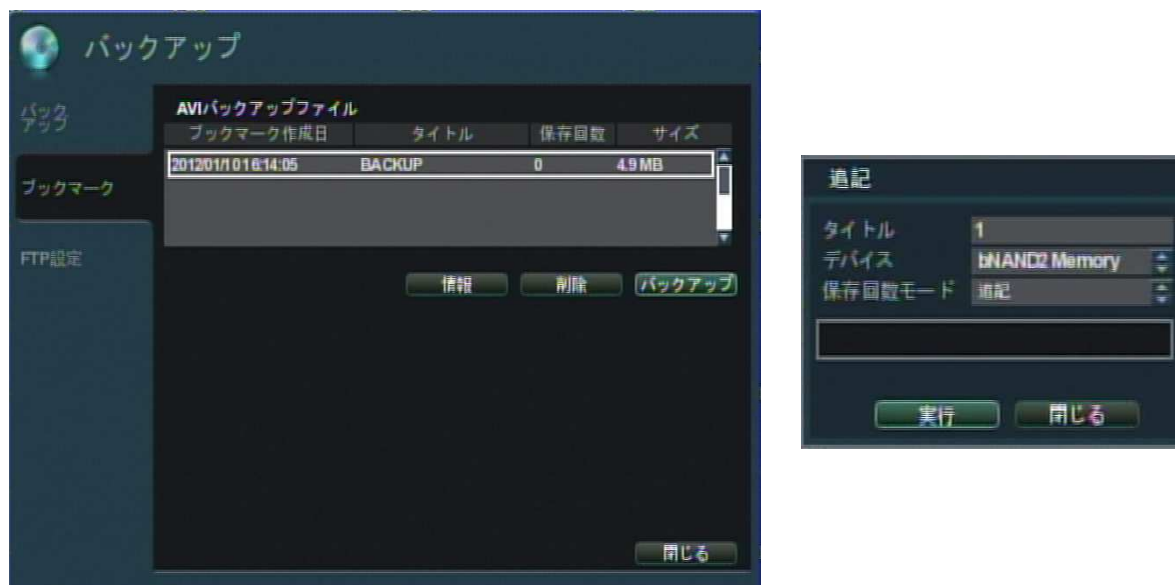 バックアップ
バック
アップ
ブックマーク
FTP設定
AVIバックアップファイル
ブックマーク作成日 タイトル 保存回数 サイズ
2012/01/10 16:14:05 BACKUP 0 4.9 MB
情報 削除 バックアップ
閉じる
追記
タイトル 1
デバイス bNAND2 Memory
保存回数モード 追記
実行 閉じる